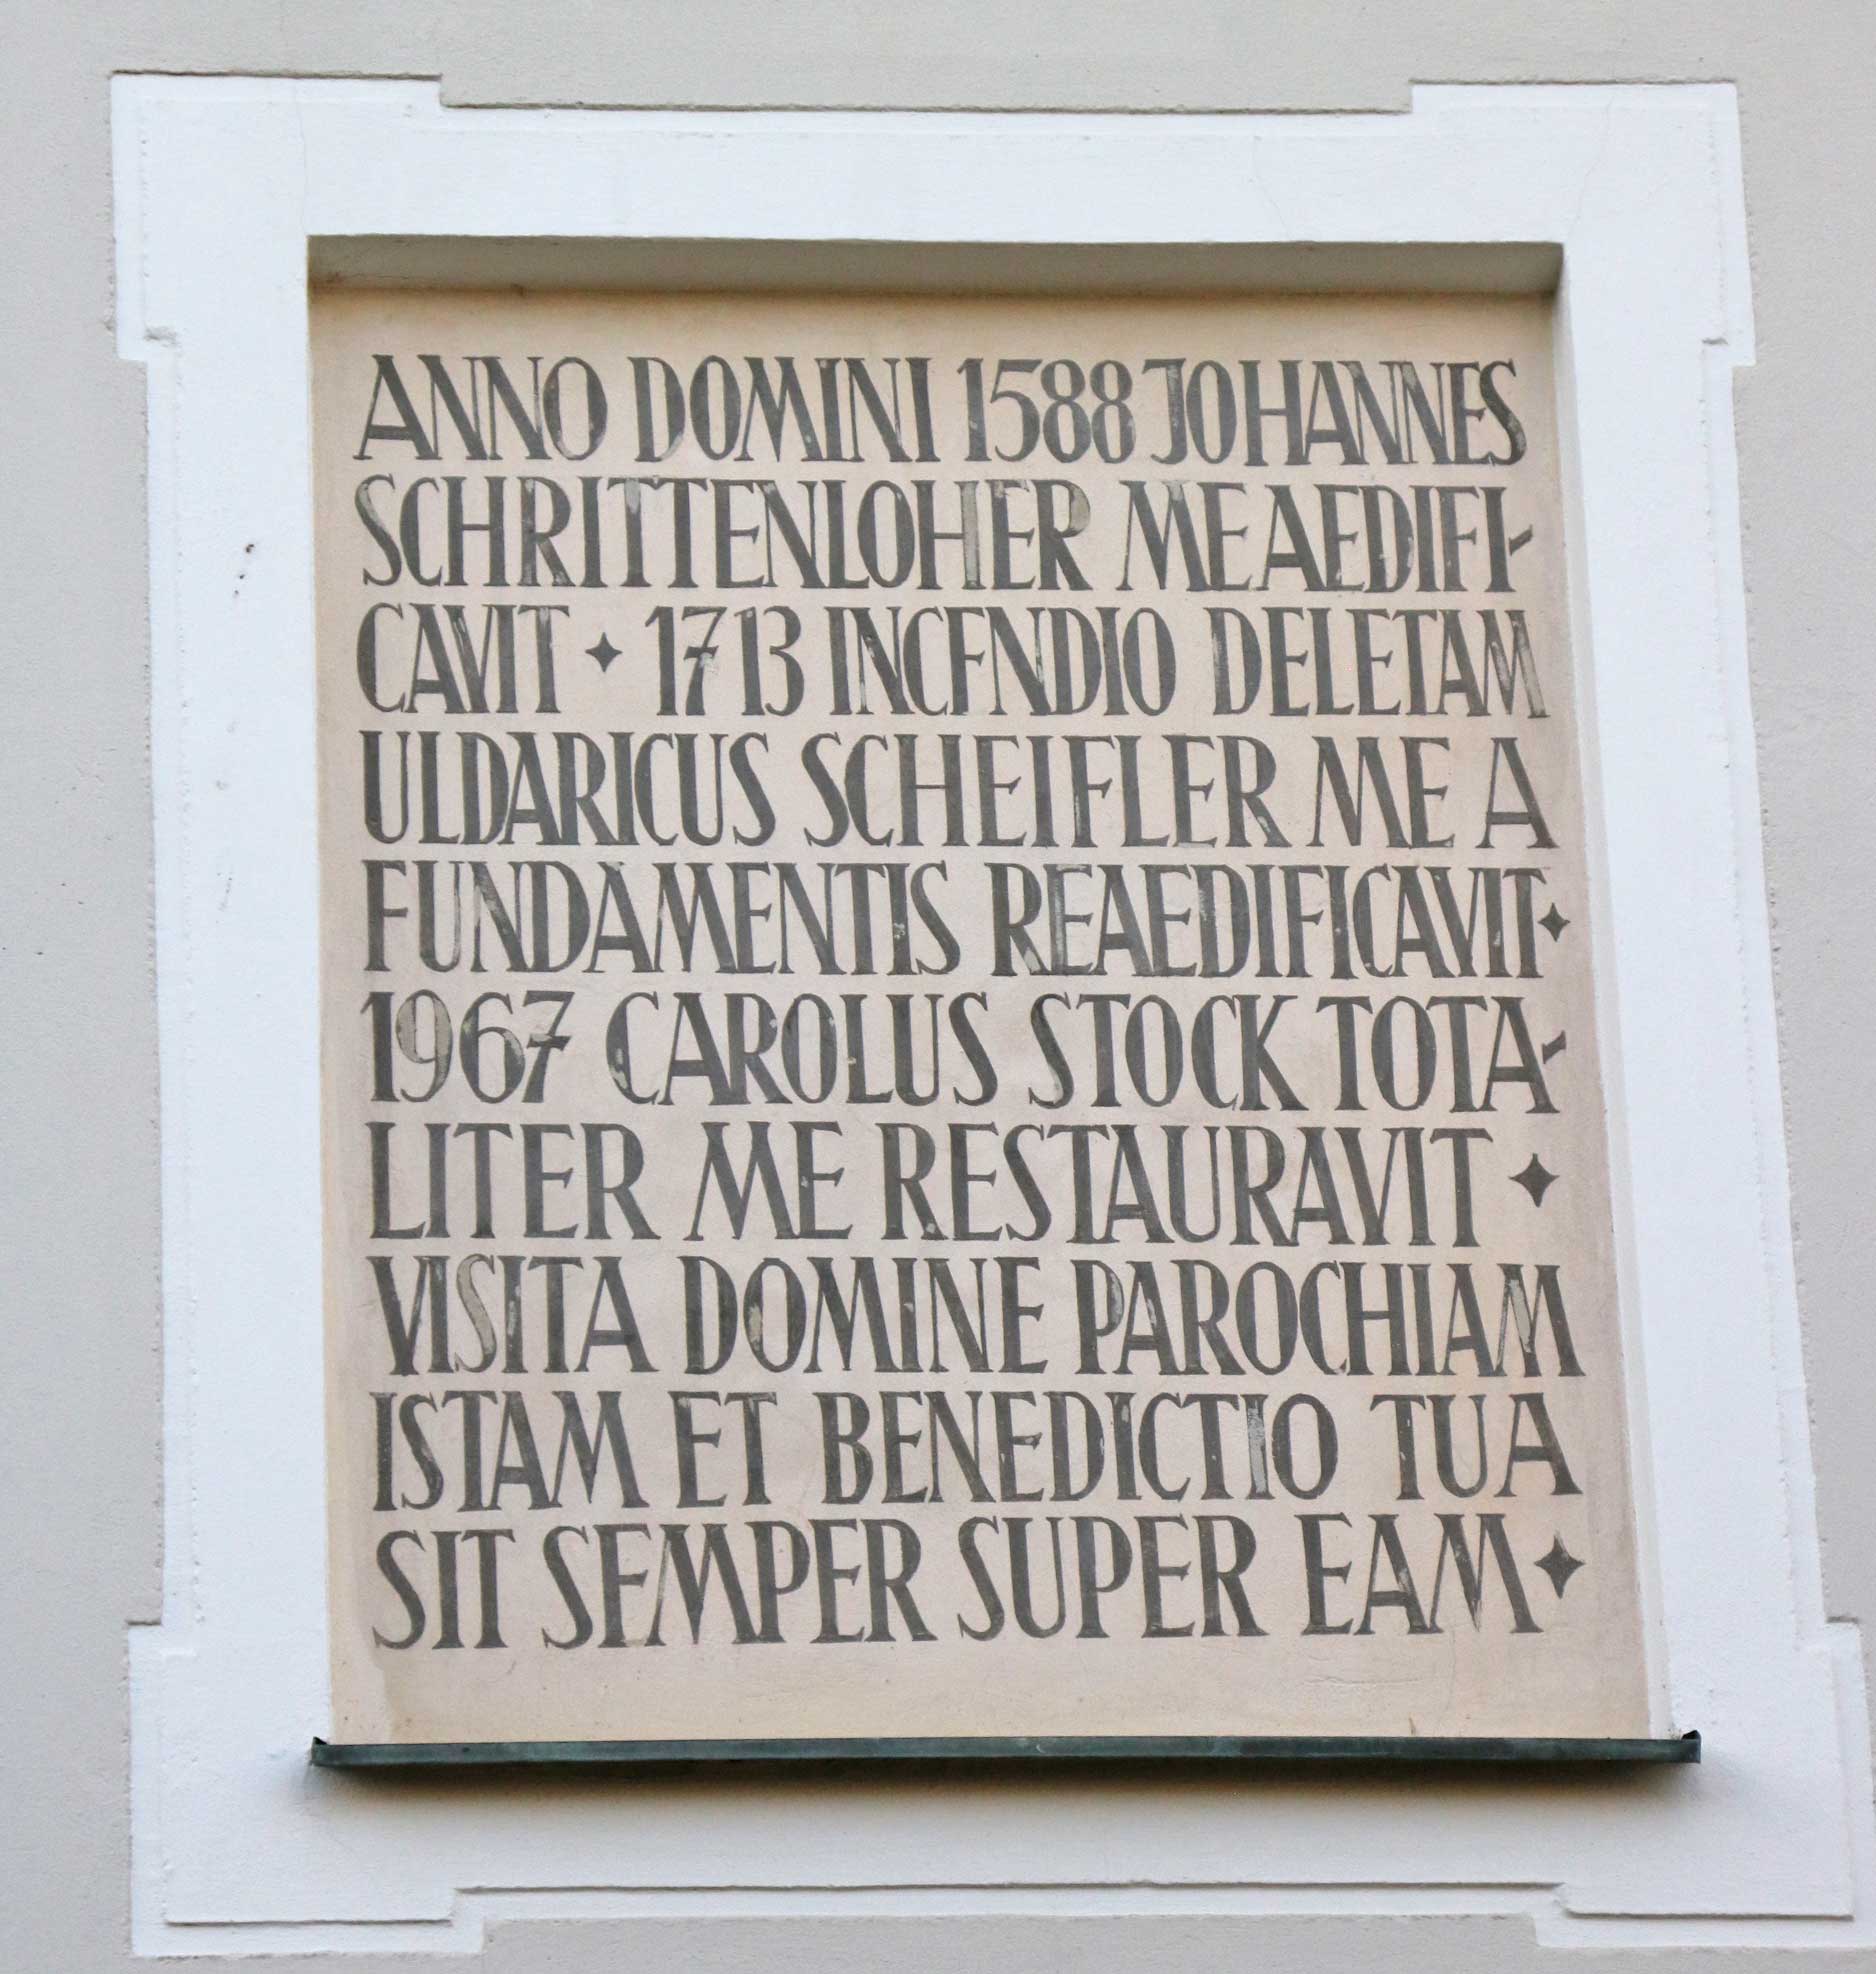 ANNO DOMINI 1588 JOHANNES
SCHRITTENLOHER ME AEDIFI-
CAVIT ✦ 1713 INCFNDIO DELETAM
ULDARICUS SCHEIFLER ME A
FUNDAMENTIS REAEDIFICAVIT ✦
1967 CAROLUS STOCK TOTA-
LITER ME RESTAURAVIT ✦
VISITA DOMINE PAROCHIAM
ISTAM ET BENEDICTIO TUA
SIT SEMPER SUPER EAM ✦